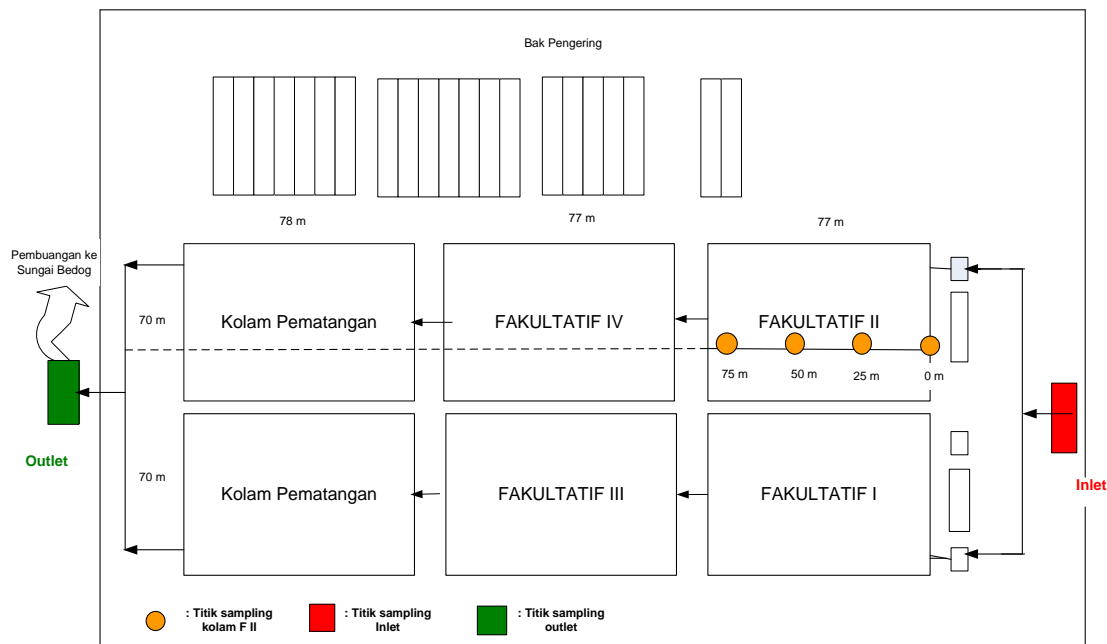 Bak Pengering
78 m
77 m
77 m
Pembuangan ke
Sungai Bedog
70 m
Kolam Pematangan
FAKULTATIF IV
FAKULTATIF II
75 m
50 m
25 m
0 m
Outlet
70 m
Kolam Pematangan
FAKULTATIF III
FAKULTATIF I
Inlet
: Titik sampling
kolam F II
: Titik sampling
Inlet
: Titik sampling
outlet